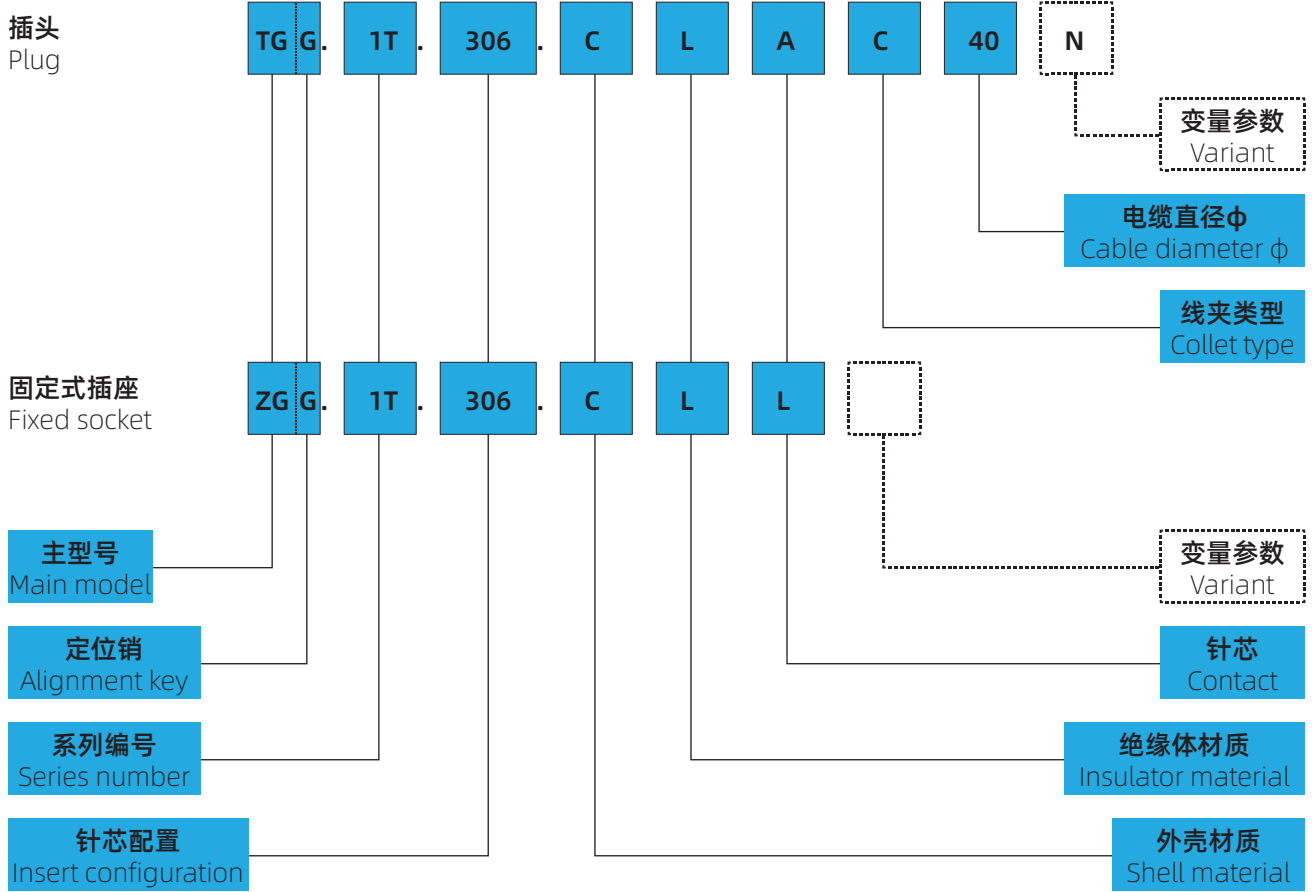 插头
Plug
TG G. 1T. 306. C L A C 40 N
变量参数
Variant
电缆直径φ
Cable diameter φ
线夹类型
Collet type
固定式插座
Fixed socket
ZG G. 1T. 306. C L L
主型号
Main model
变量参数
Variant
定位销
Alignment key
针芯
Contact
系列编号
Series number
绝缘体材质
Insulator material
针芯配置
Insert configuration
外壳材质
Shell material